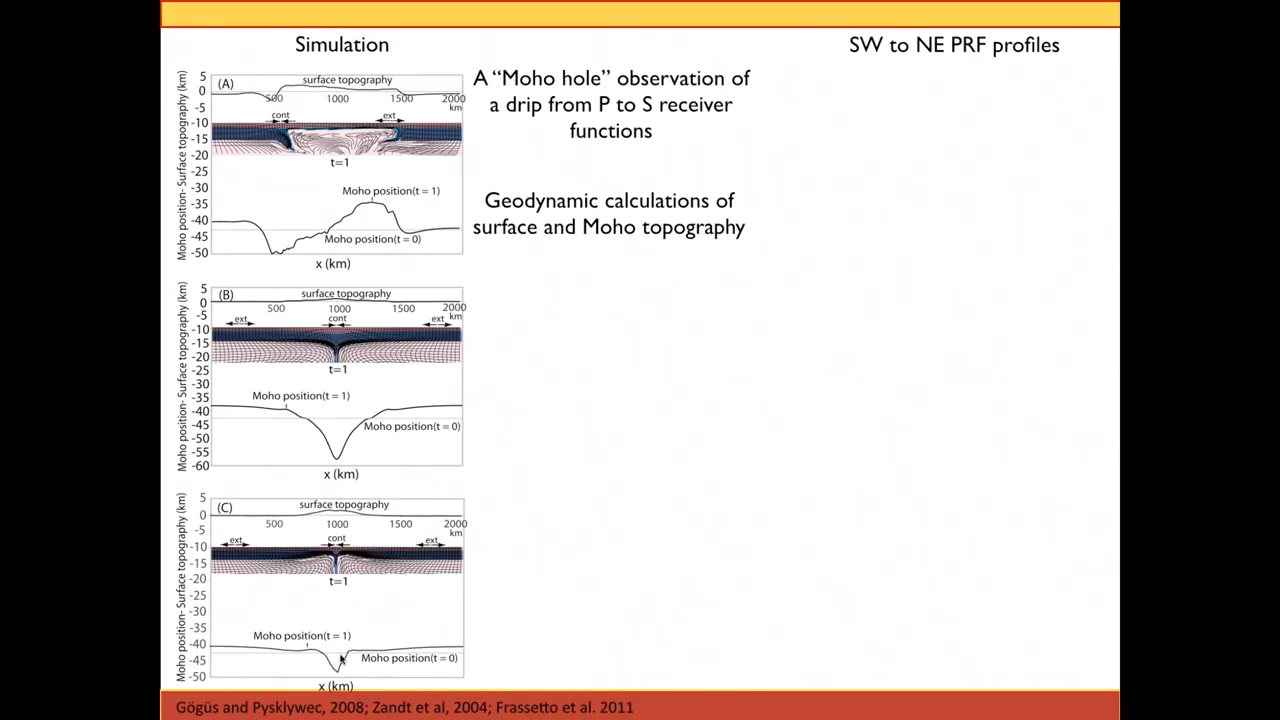 Simulation
SW to NE PRF profiles
A “Moho hole” observation of
a drip from P to S receiver
functions
Geodynamic calculations of
surface and Moho topography
Moho position- Surface topography (km)
5
0
-5
-10
-15
-20
-25
-30
-35
-40
-45
-50
(A)
surface topography
500 1000 1500 2000
km
cont ext
t=1
Moho position(t = 1)
Moho position(t = 0)
x (km)
Moho position- Surface topography (km)
5
0
-5
-10
-15
-20
-25
-30
-35
-40
-45
-50
-55
-60
(B)
surface topography
500 1000 1500 2000
km
ext cont ext
t=1
Moho position(t = 1)
Moho position(t = 0)
x (km)
Moho position- Surface topography (km)
5
0
-5
-10
-15
-20
-25
-30
-35
-40
-45
-50
(C)
surface topography
500 1000 1500 2000
km
ext cont ext
t=1
Moho position(t = 1)
Moho position(t = 0)
x (km)
Gögüs and Pysklywec, 2008; Zandt et al, 2004; Frassetto et al. 2011